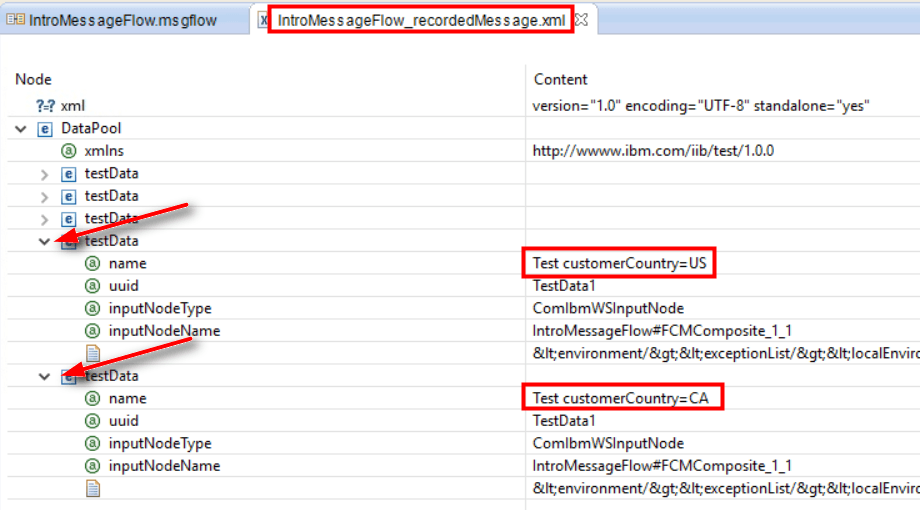 IntroMessageFlow.msgflow IntroMessageFlow_recordedMessage.xml
Node Content
?=? xml version="1.0" encoding="UTF-8" standalone="yes"
e DataPool
a xmlns http://wwww.ibm.com/iib/test/1.0.0
e testData
e testData
e testData
e testData
a name Test customerCountry=US
a uuid TestData1
a inputNodeType ComIbmWSInputNode
a inputNodeName IntroMessageFlow#FCMComposite_1_1
&lt;environment/&gt;&lt;exceptionList/&gt;&lt;localEnviro
e testData
a name Test customerCountry=CA
a uuid TestData1
a inputNodeType ComIbmWSInputNode
a inputNodeName IntroMessageFlow#FCMComposite_1_1
&lt;environment/&gt;&lt;exceptionList/&gt;&lt;localEnviro